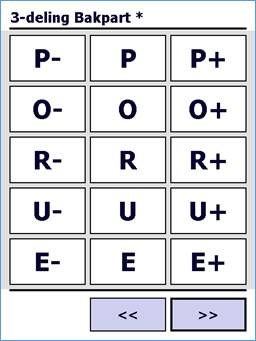 3-deling Bakpart *
P- P P+
O- O O+
R- R R+
U- U U+
E- E E+
<< >>